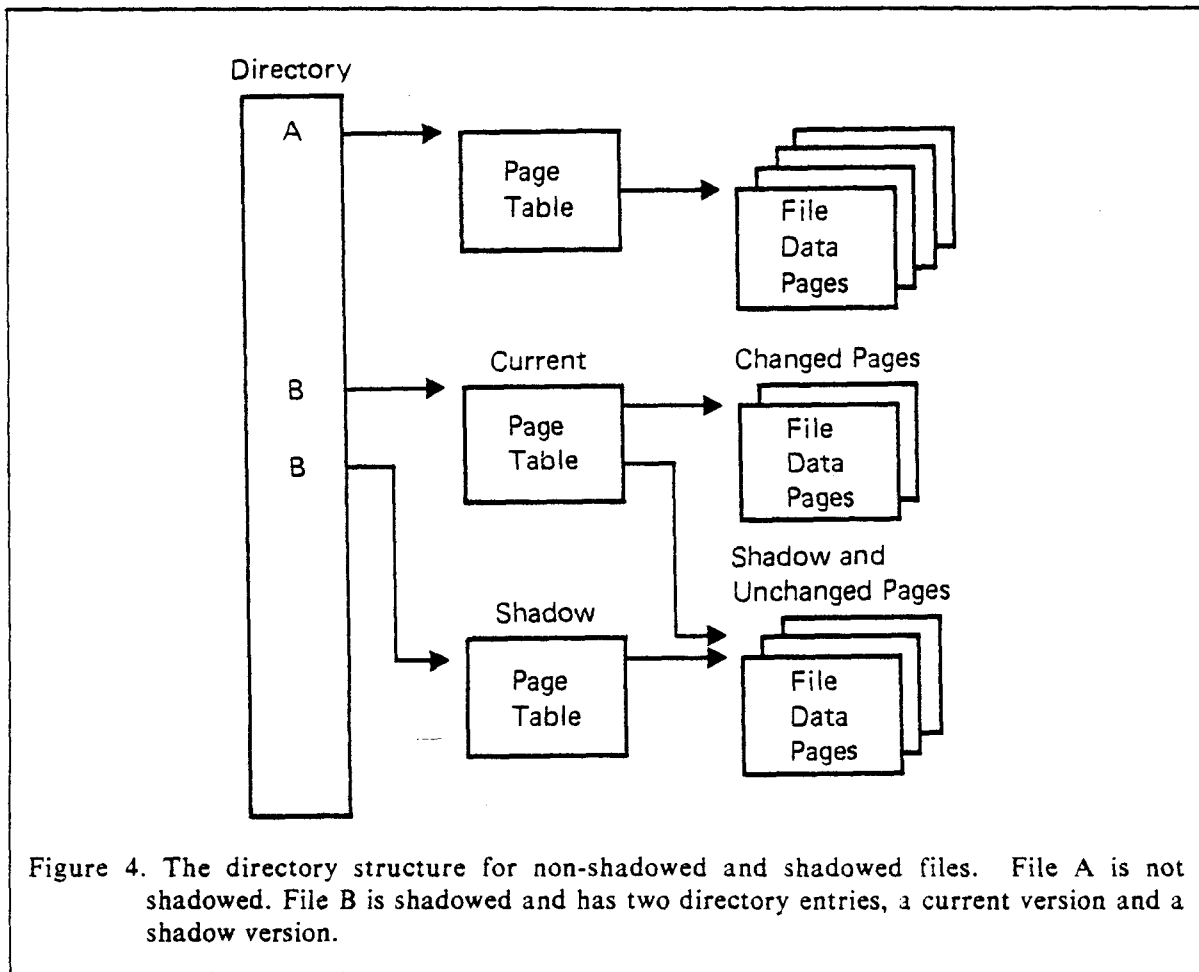 Directory
A
Page
Table
File
Data
Pages
B
Current
Page
Table
Changed Pages
File
Data
Pages
B
Shadow
Page
Table
Shadow and
Unchanged Pages
File
Data
Pages
Figure 4. The directory structure for non-shadowed and shadowed files. File A is not
shadowed. File B is shadowed and has two directory entries, a current version and a
shadow version.